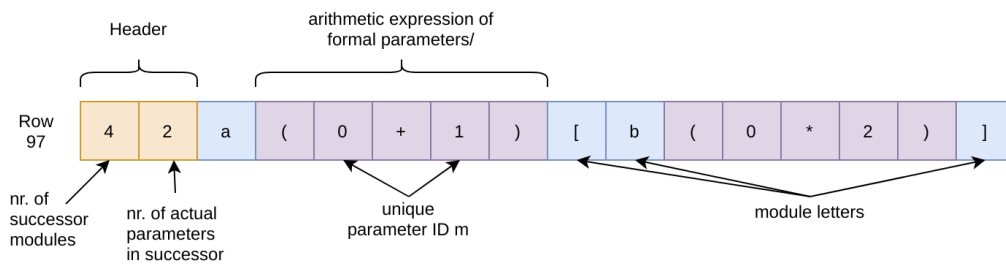 Header
arithmetic expression of
formal parameters/
Row
97
4 2 a ( 0 + 1 ) [ b ( 0 * 2 ) ]
nr. of
successor
modules
nr. of actual
parameters
in successor
unique
parameter ID m
module letters